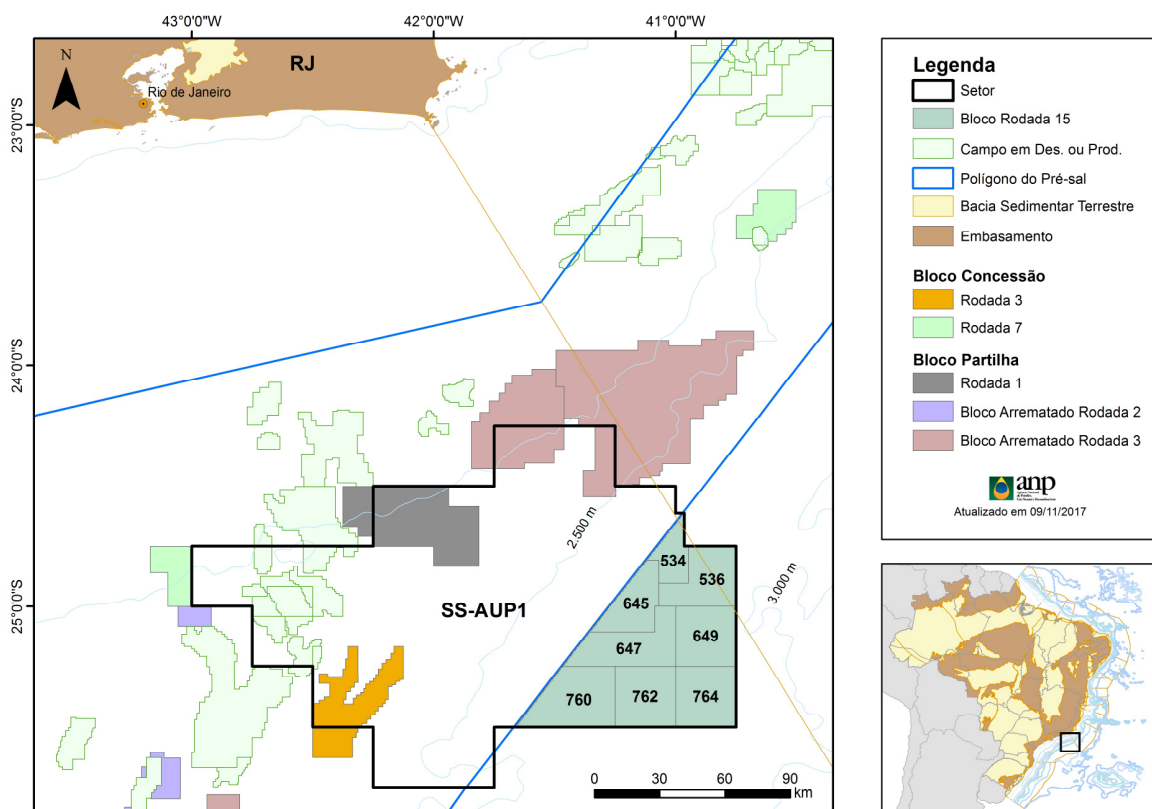 43°0'0"W
42°0'0"W
41°0'0"W
23°0'0"S
24°0'0"S
25°0'0"S
N
RJ
Rio de Janeiro
2.500 m
3.000 m
SS-AUP1
534
536
645
647
649
760
762
764
0 30 60 90
km
Legenda
Setor
Bloco Rodada 15
Campo em Des. ou Prod.
Polígono do Pré-sal
Bacia Sedimentar Terrestre
Embasamento
Bloco Concessão
Rodada 3
Rodada 7
Bloco Partilha
Rodada 1
Bloco Arrematado Rodada 2
Bloco Arrematado Rodada 3
anp
Atualizado em 09/11/2017